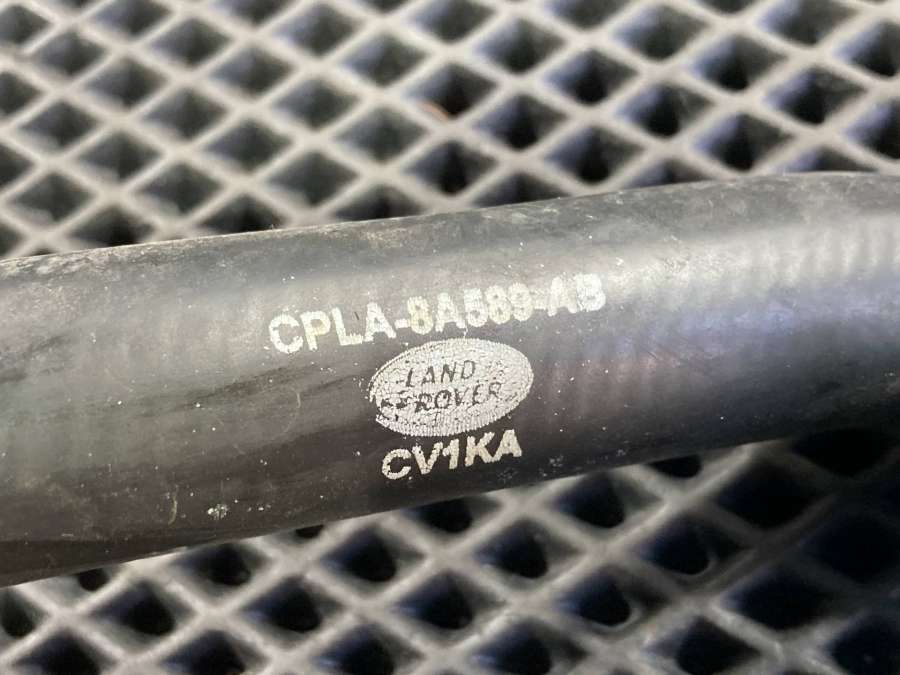 CPLA-8A589-AB
LAND
ROVER
CV1KA